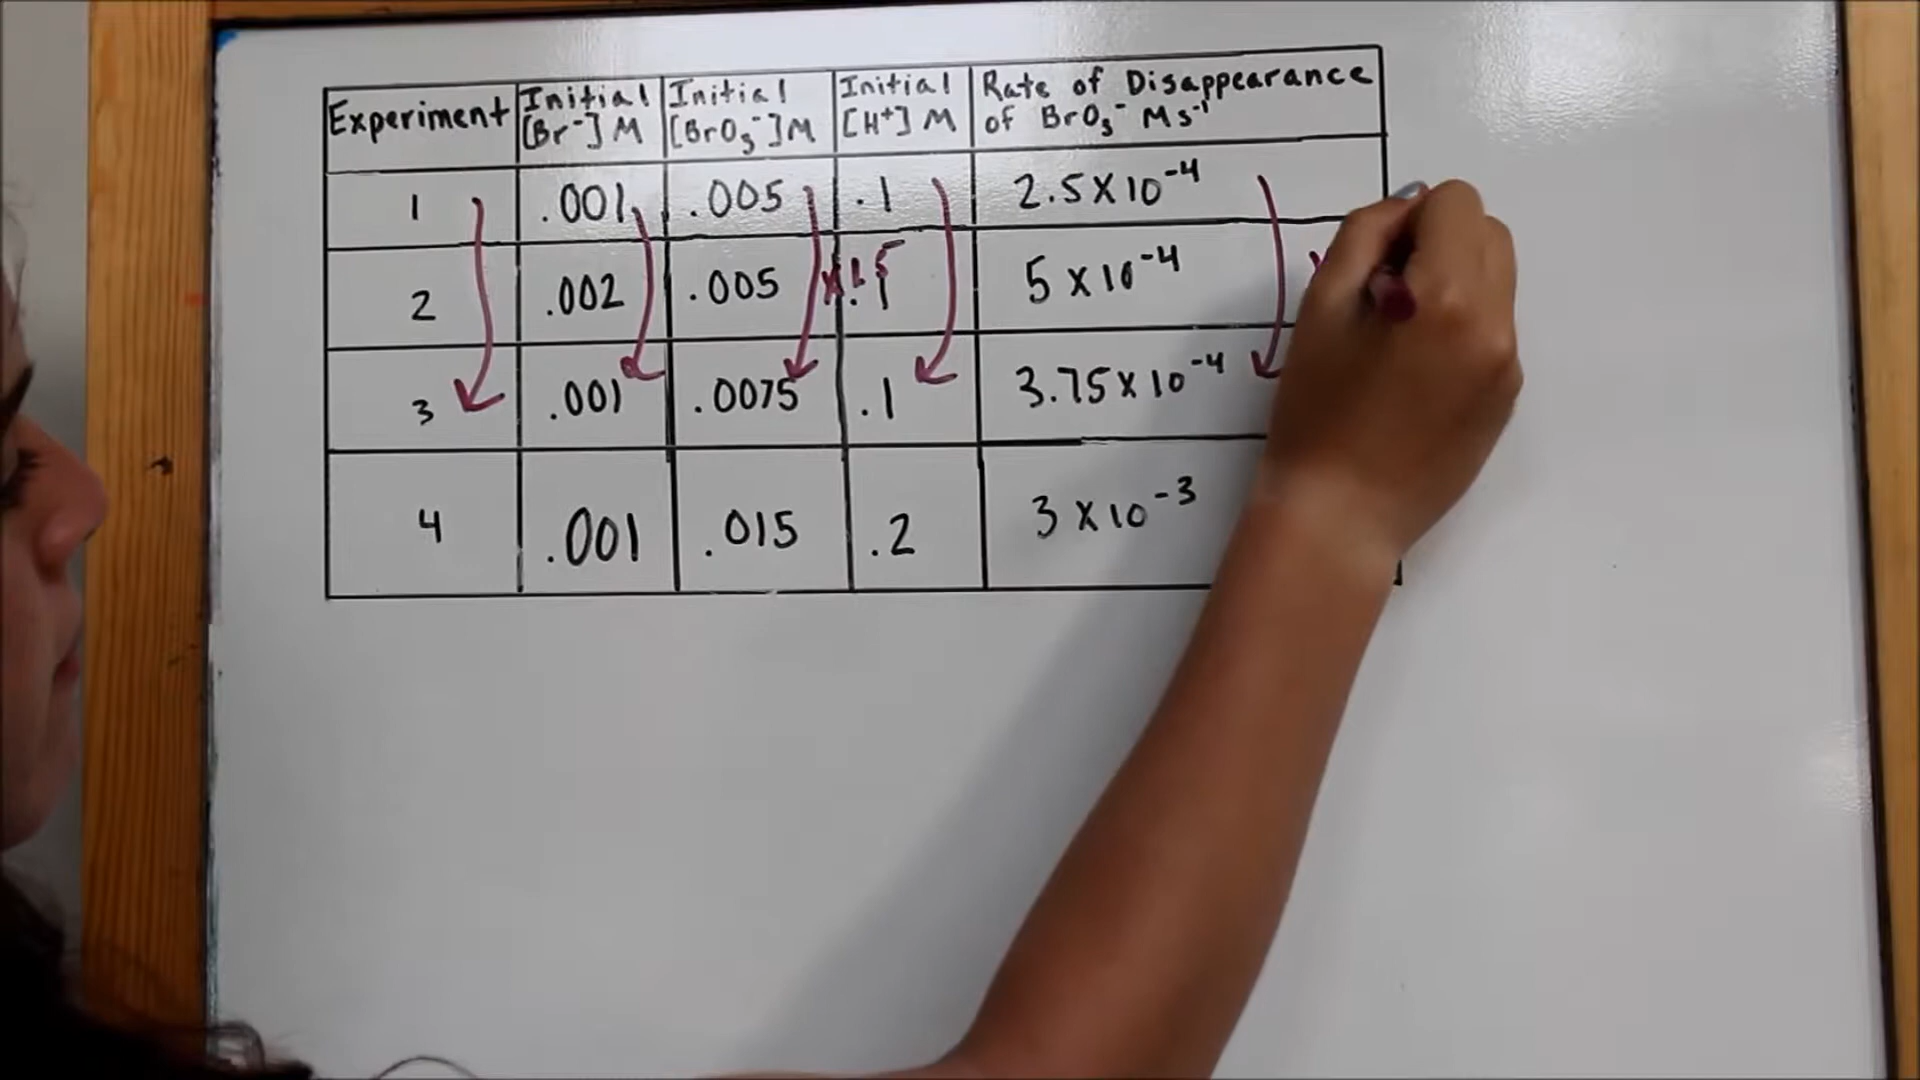 Experiment
Initial
[Br⁻] M
Initial
[BrO₃⁻] M
Initial
[H⁺] M
Rate of Disappearance
of BrO₃⁻ M s⁻¹
1
.001
.005
.1
2.5 X 10⁻⁴
2
.002
.005
x1.5
.1
5 x 10⁻⁴
3
.001
.0075
.1
3.75 x 10⁻⁴
4
.001
.015
.2
3 x 10⁻³